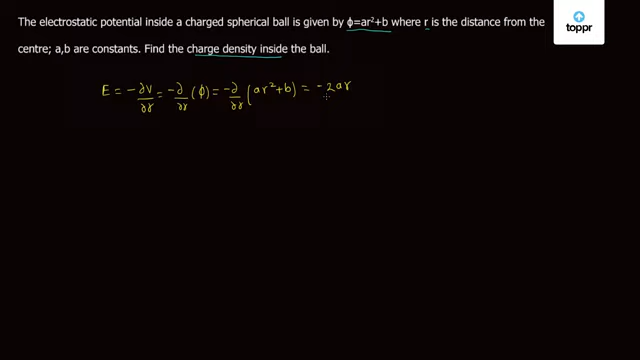 The electrostatic potential inside a charged spherical ball is given by ϕ=ar²+b where r is the distance from the
centre; a,b are constants. Find the charge density inside the ball.
toppr
E = -∂V/∂r = -∂/∂r (ϕ) = -∂/∂r (ar²+b) = -2ar